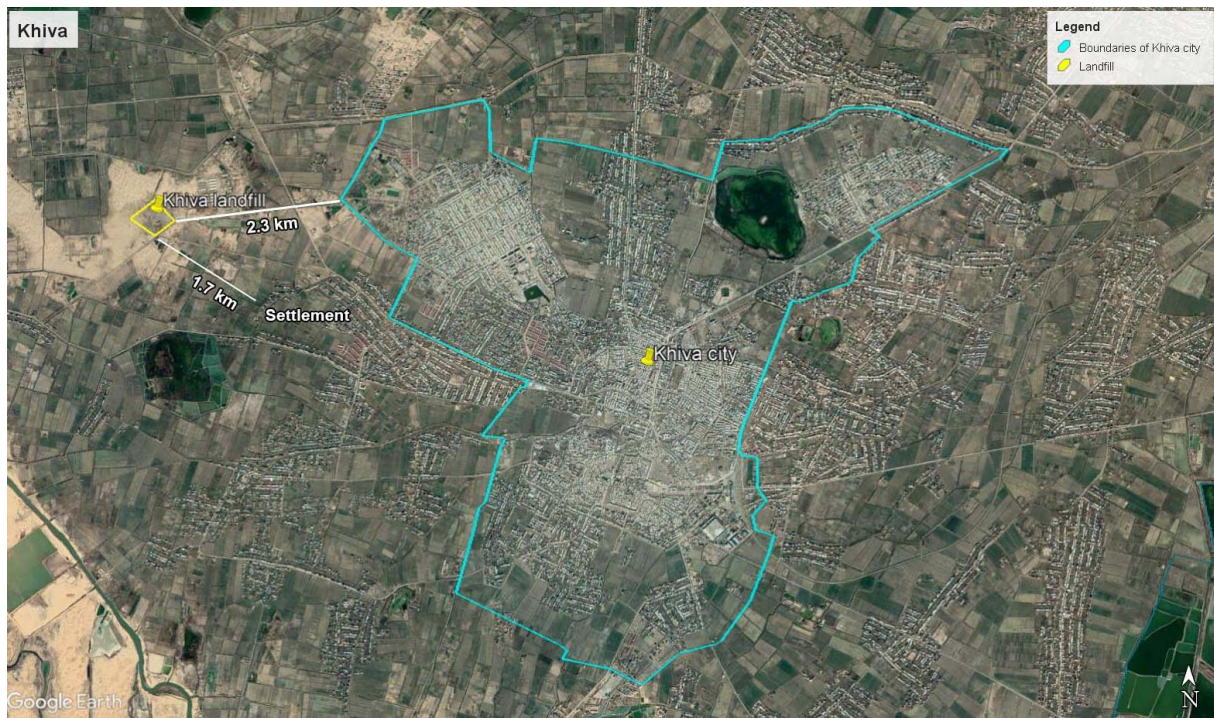 Khiva
Legend
Boundaries of Khiva city
Landfill
Khiva landfill
2.3 km
1.7 km
Settlement
Khiva city
Google Earth
N